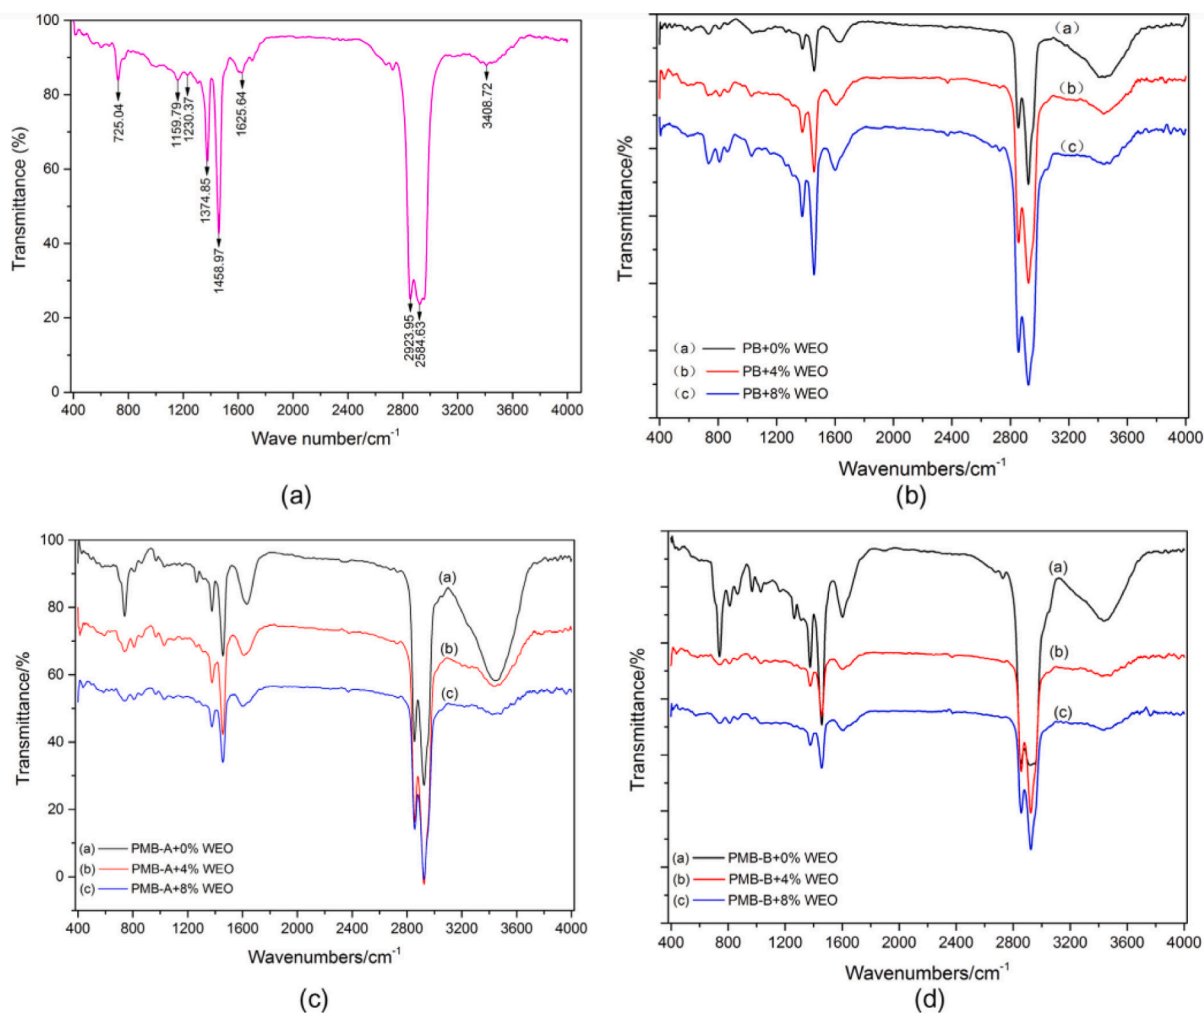 100
80
60
40
20
0
Transmittance (%)
725.04
1159.79
1230.37
1374.85
1458.97
1625.64
2923.95
2584.63
3408.72
400 1200 1600 2000 2400 2800 3200 3600 4000
Wave number/cm-1
(a)
Transmittance/%
(a)
(b)
(c)
(a) PB+0% WEO
(b) PB+4% WEO
(c) PB+8% WEO
400 800 1200 1600 2000 2400 2800 3200 3600 4000
Wavenumbers/cm-1
(b)
100
80
60
40
20
0
Transmittance/%
(a)
(b)
(c)
(a) PMB-A+0% WEO
(b) PMB-A+4% WEO
(c) PMB-A+8% WEO
400 800 1200 1600 2000 2400 2800 3200 3600 4000
Wavenumbers/cm-1
(c)
Transmittance/%
(a)
(b)
(c)
(a) PMB-B+0% WEO
(b) PMB-B+4% WEO
(c) PMB-B+8% WEO
400 800 1200 1600 2000 2400 2800 3200 3600 4000
Wavenumbers/cm-1
(d)